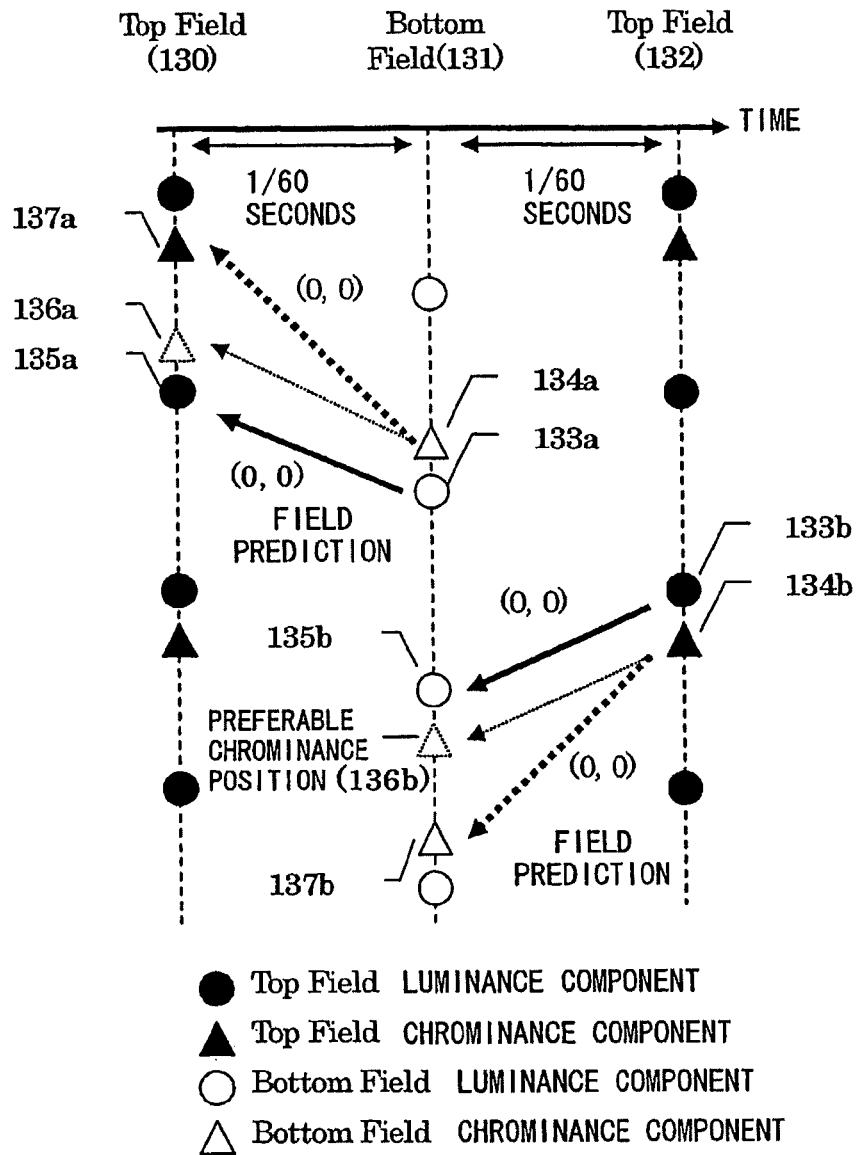 Top Field
(130)
Bottom
Field(131)
Top Field
(132)
TIME
1/60
SECONDS
1/60
SECONDS
137a
(0, 0)
136a
135a
134a
133a
(0, 0)
FIELD
PREDICTION
133b
134b
(0, 0)
135b
PREFERABLE
CHROMINANCE
POSITION (136b)
(0, 0)
FIELD
PREDICTION
137b
Top Field LUMINANCE COMPONENT
Top Field CHROMINANCE COMPONENT
Bottom Field LUMINANCE COMPONENT
Bottom Field CHROMINANCE COMPONENT